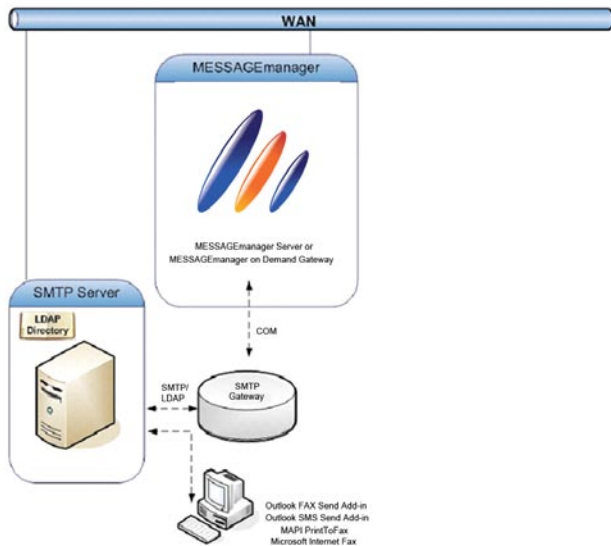 WAN
MESSAGEmanager
MESSAGEmanager Server or
MESSAGEmanager on Demand Gateway
SMTP Server
LDAP
Directory
COM
SMTP/
LDAP
SMTP
Gateway
Outlook FAX Send Add-in
Outlook SMS Send Add-in
MAPI PrintToFax
Microsoft Internet Fax